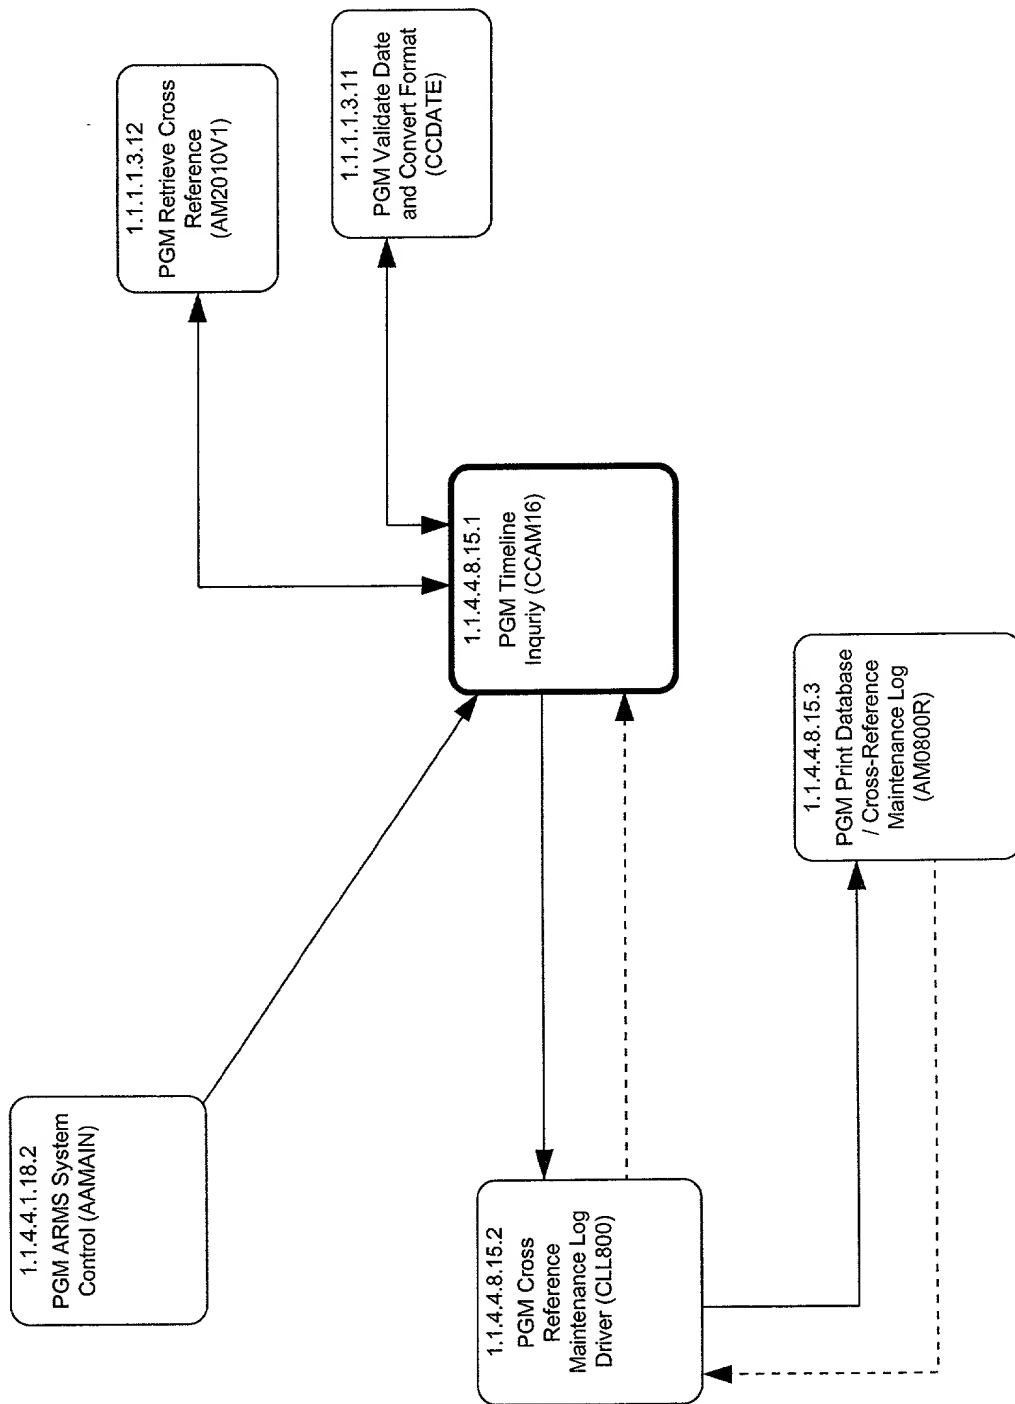 1.1.4.4.1.18.2
PGM ARMS System
Control (AAMAIN)
1.1.1.1.3.12
PGM Retrieve Cross
Reference
(AM2010V1)
1.1.1.1.3.11
PGM Validate Date
and Convert Format
(CCDATE)
1.1.4.4.8.15.1
PGM Timeline
Inquriy (CCAM16)
1.1.4.4.8.15.2
PGM Cross
Reference
Maintenance Log
Driver (CLL800)
1.1.4.4.8.15.3
PGM Print Database
/ Cross-Reference
Maintenance Log
(AM0800R)